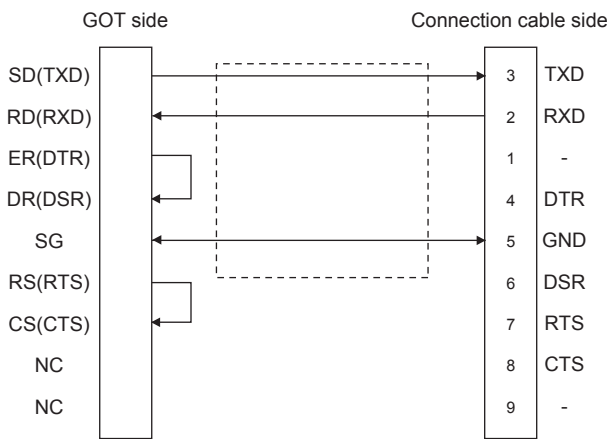 GOT side Connection cable side
SD(TXD) 3 TXD
RD(RXD) 2 RXD
ER(DTR) 1 -
DR(DSR) 4 DTR
SG 5 GND
RS(RTS) 6 DSR
CS(CTS) 7 RTS
NC 8 CTS
NC 9 -